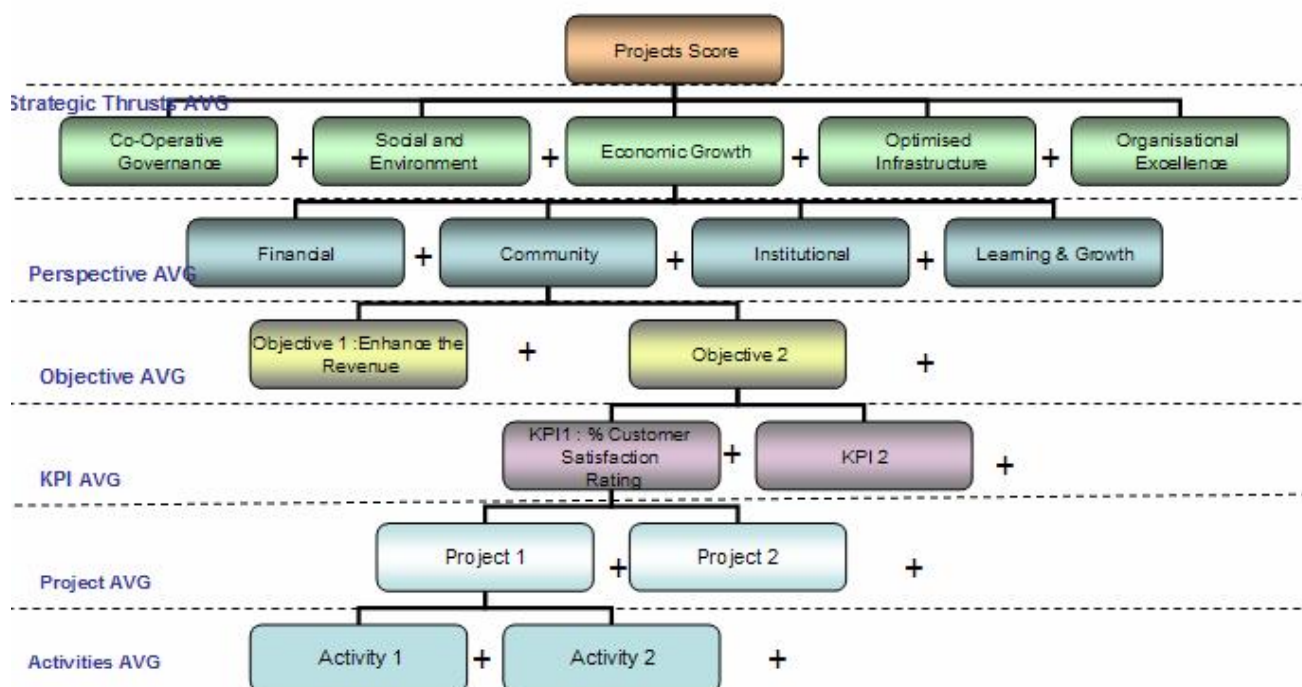 Projects Score
Strategic Thrusts AVG
Co-Operative
Governance
+
Social and
Environment
+
Economic Growth
+
Optimised
Infrastructure
+
Organisational
Excellence
Perspective AVG
Financial
+
Community
+
Institutional
+
Learning & Growth
Objective AVG
Objective 1 :Enhance the
Revenue
+
Objective 2
+
KPI AVG
KPI1 : % Customer
Satisfaction
Rating
+
KPI 2
+
Project AVG
Project 1
+
Project 2
+
Activities AVG
Activity 1
+
Activity 2
+